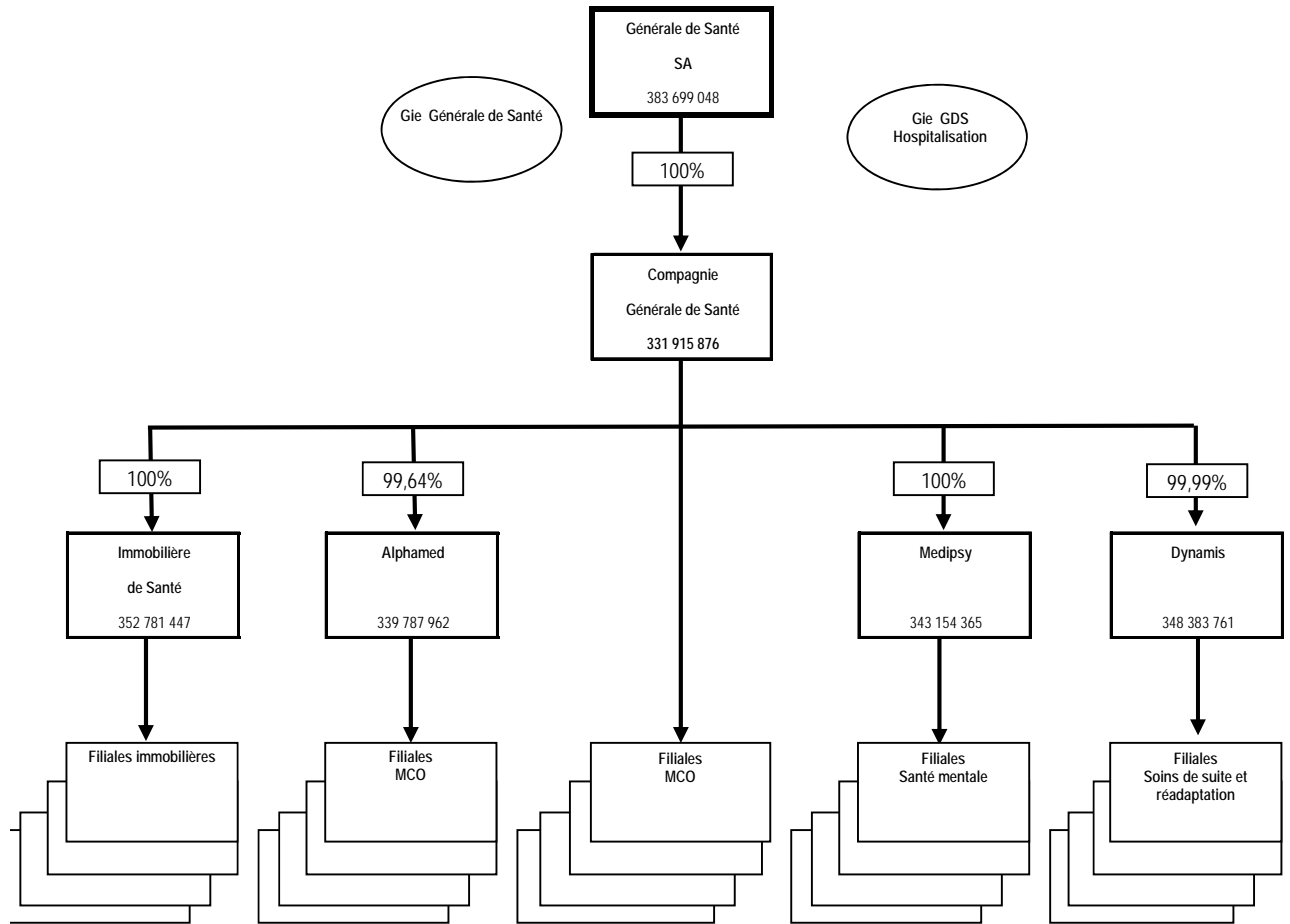 Générale de Santé
SA
383 699 048
Gie Générale de Santé
Gie GDS
Hospitalisation
100%
Compagnie
Générale de Santé
331 915 876
100%
99,64%
100%
99,99%
Immobilière
de Santé
352 781 447
Alphamed
339 787 962
Medipsy
343 154 365
Dynamis
348 383 761
Filiales immobilières
Filiales
MCO
Filiales
MCO
Filiales
Santé mentale
Filiales
Soins de suite et
réadaptation